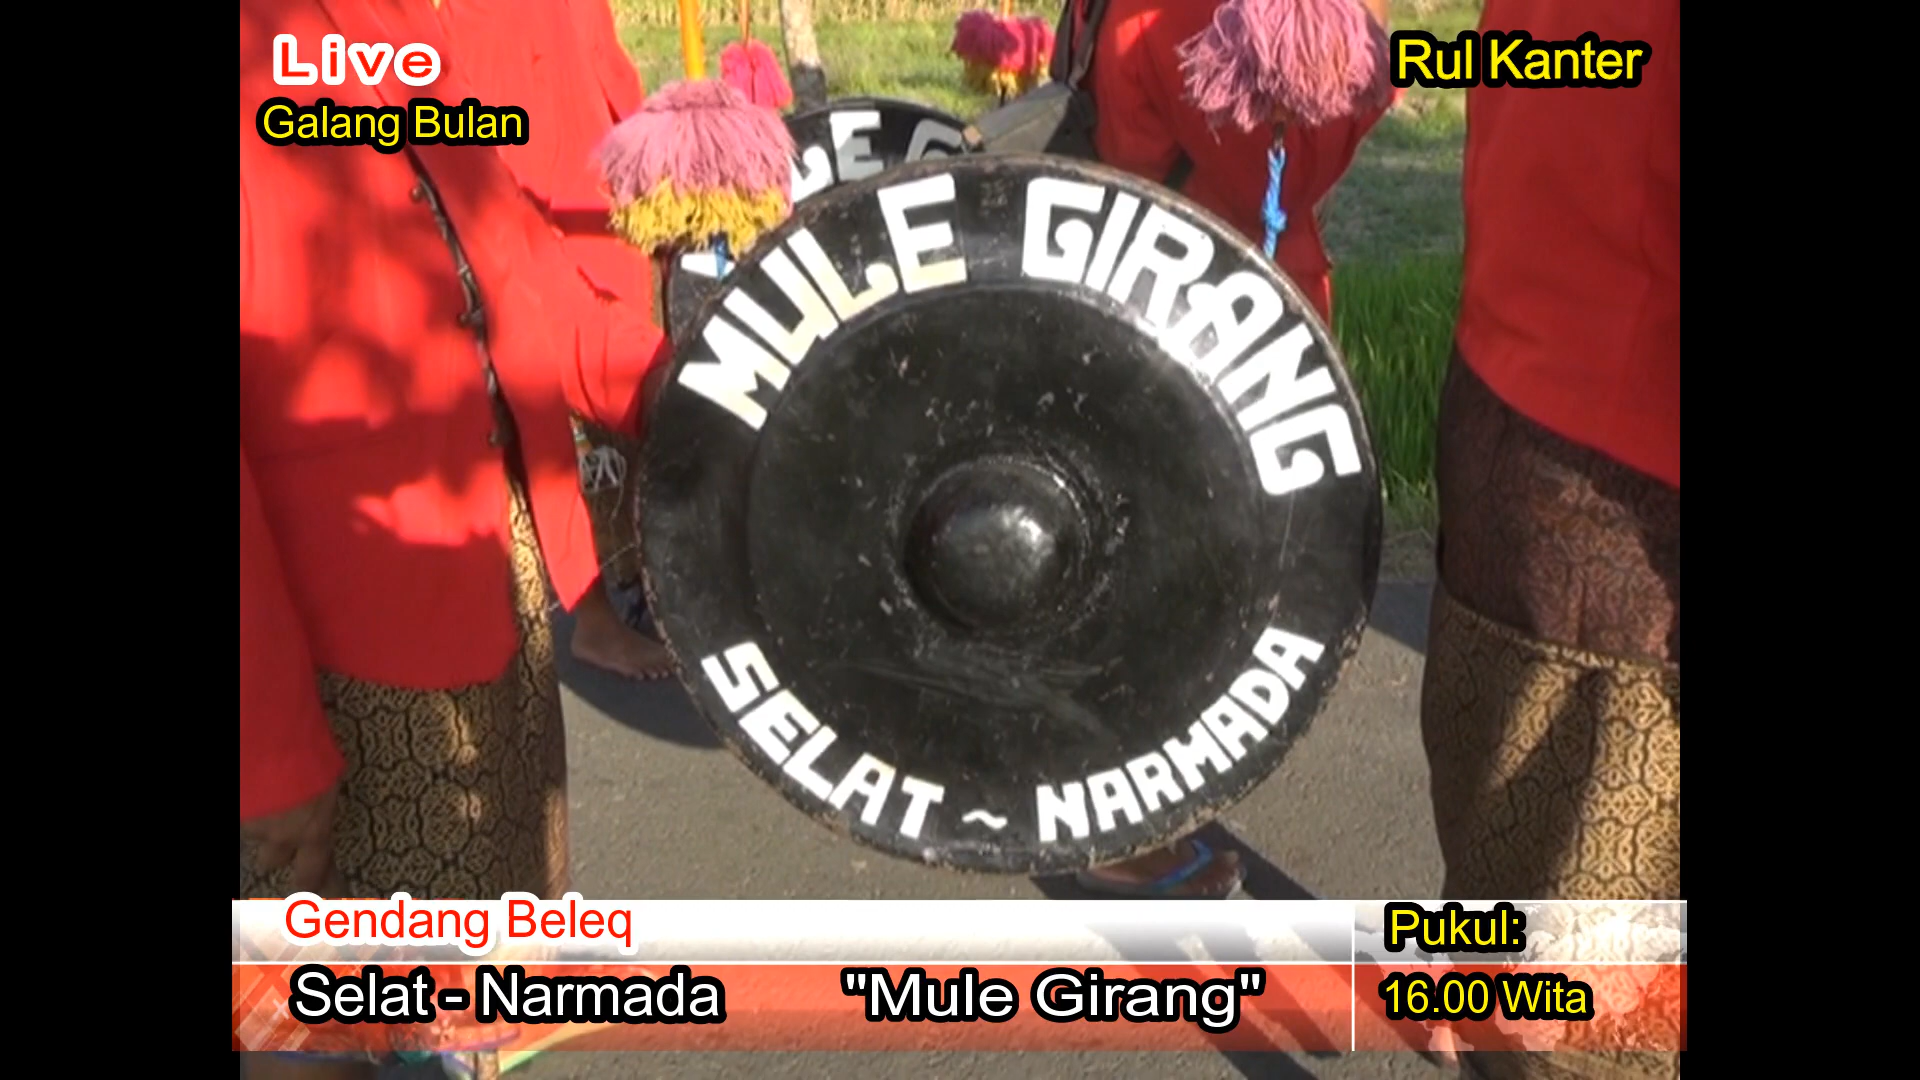 Live
Galang Bulan
Rul Kanter
MULE GIRANG
SELAT ~ NARMADA
Gendang Beleq
Selat - Narmada "Mule Girang"
Pukul:
16.00 Wita